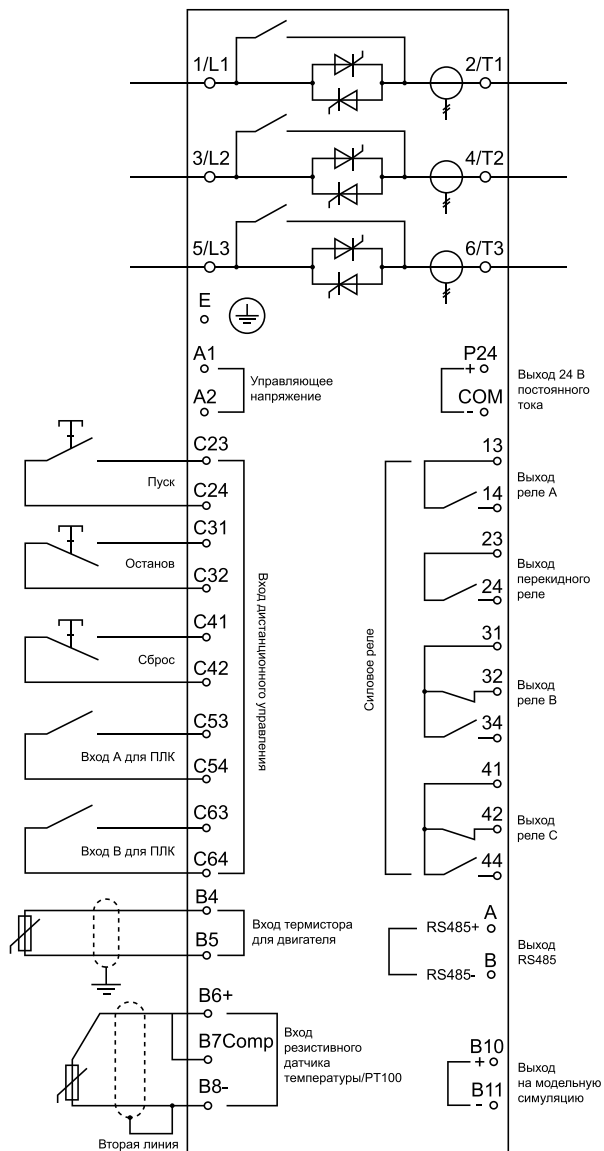 1/L1 2/T1
3/L2 4/T2
5/L3 6/T3
E
A1
A2
Управляющее
напряжение
P24
+
COM
-
Выход 24 В
постоянного
тока
C23
Пуск
C24
C31
Останов
C32
C41
Сброс
C42
C53
Вход А для ПЛК
C54
C63
Вход В для ПЛК
C64
Вход дистанционного управления
Силовое реле
13
14
Выход
реле А
23
24
Выход
перекидного
реле
31
32
34
Выход
реле В
41
42
44
Выход
реле С
B4
B5
Вход термистора
для двигателя
RS485+
A
RS485-
B
Выход
RS485
B6+
B7Comp
B8-
Вход
резистивного
датчика
температуры/PT100
Вторая линия
B10
+
B11
-
Выход
на модельную
симуляцию